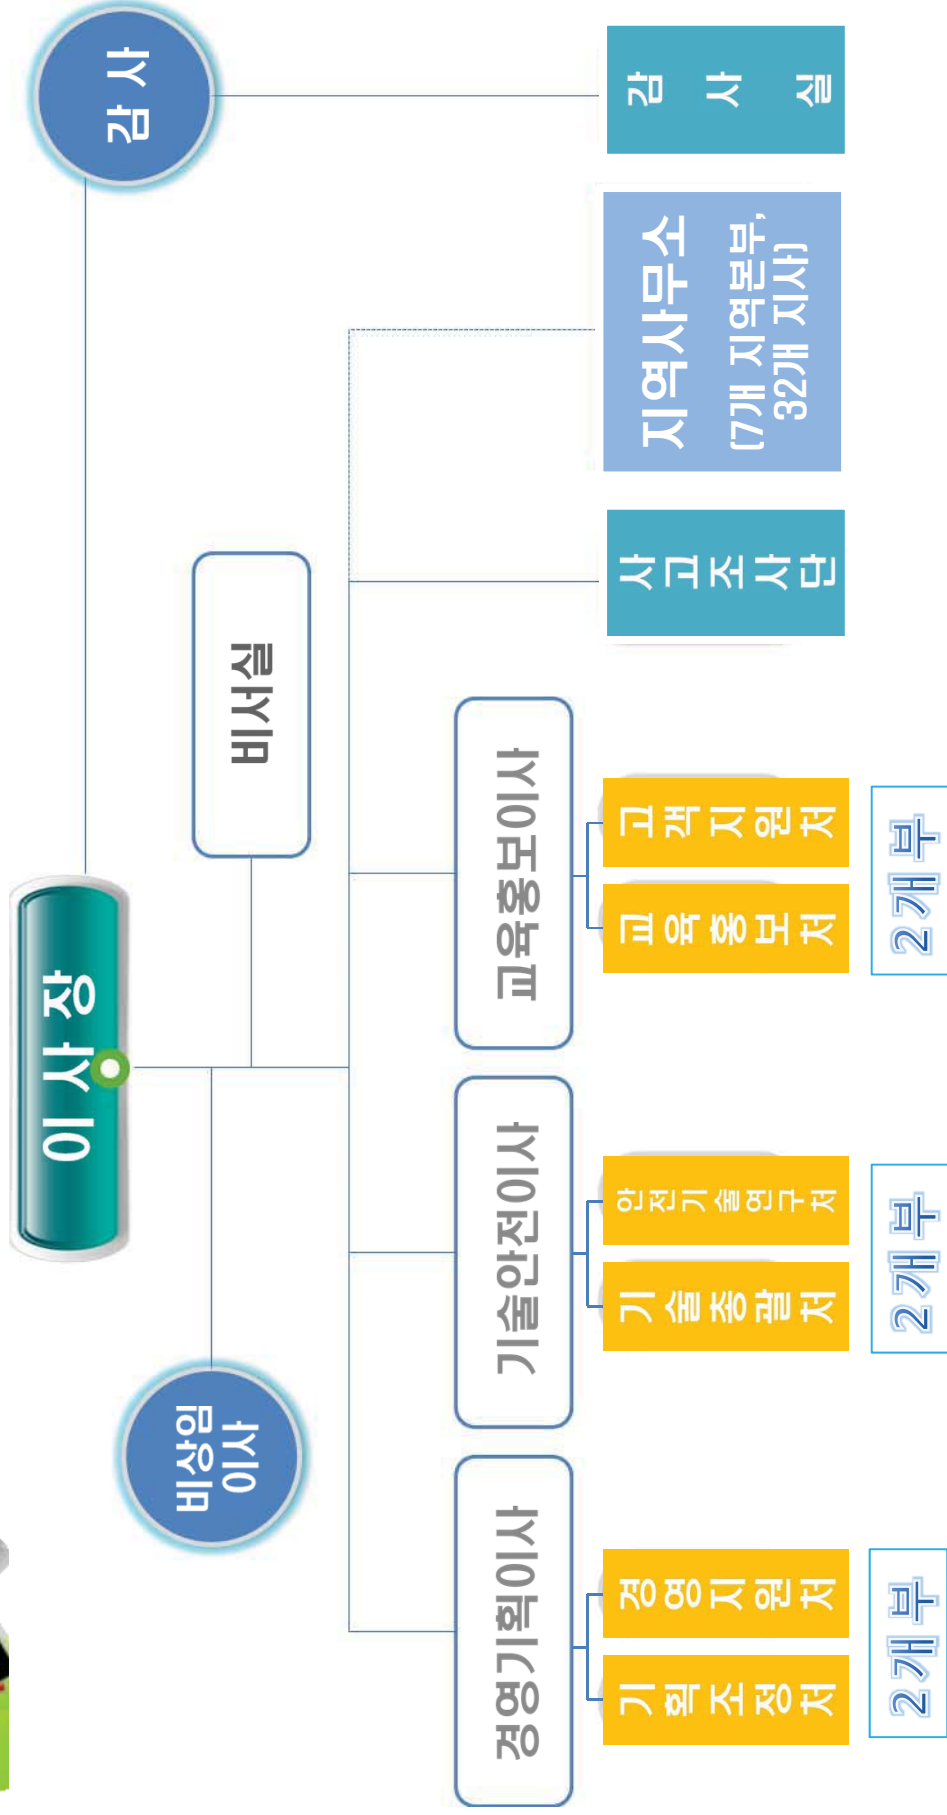 이 사 장
감 사
비상임
이사
비서실
경영기획이사
기술안전이사
교육홍보이사
기획조정처
경영지원처
기술총괄처
안전기술연구처
교육홍보처
고객지원처
사고조사단
지역사무소
(7개 지역본부,
32개 지사)
감 사 실
2개부
2개부
2개부